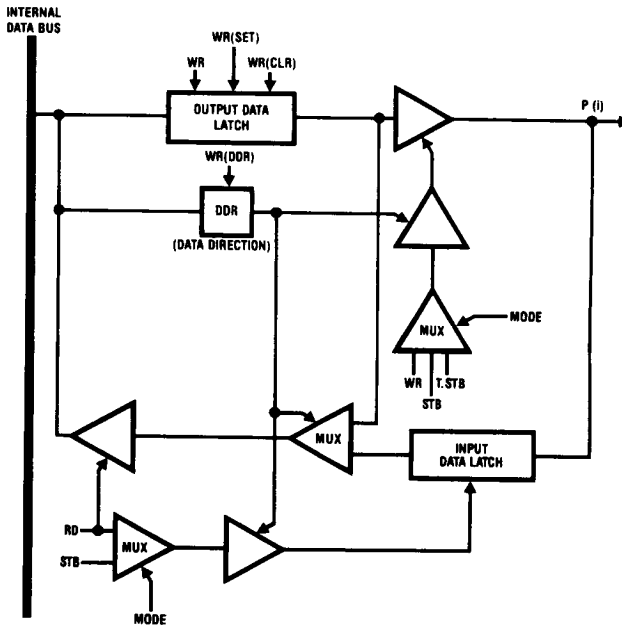 INTERNAL
DATA BUS
WR(SET)
WR
WR(CLR)
P (i)
OUTPUT DATA
LATCH
WR(DDR)
DDR
(DATA DIRECTION)
MUX
MODE
WR
T. STB
STB
MUX
INPUT
DATA LATCH
RD
MUX
STB
MODE